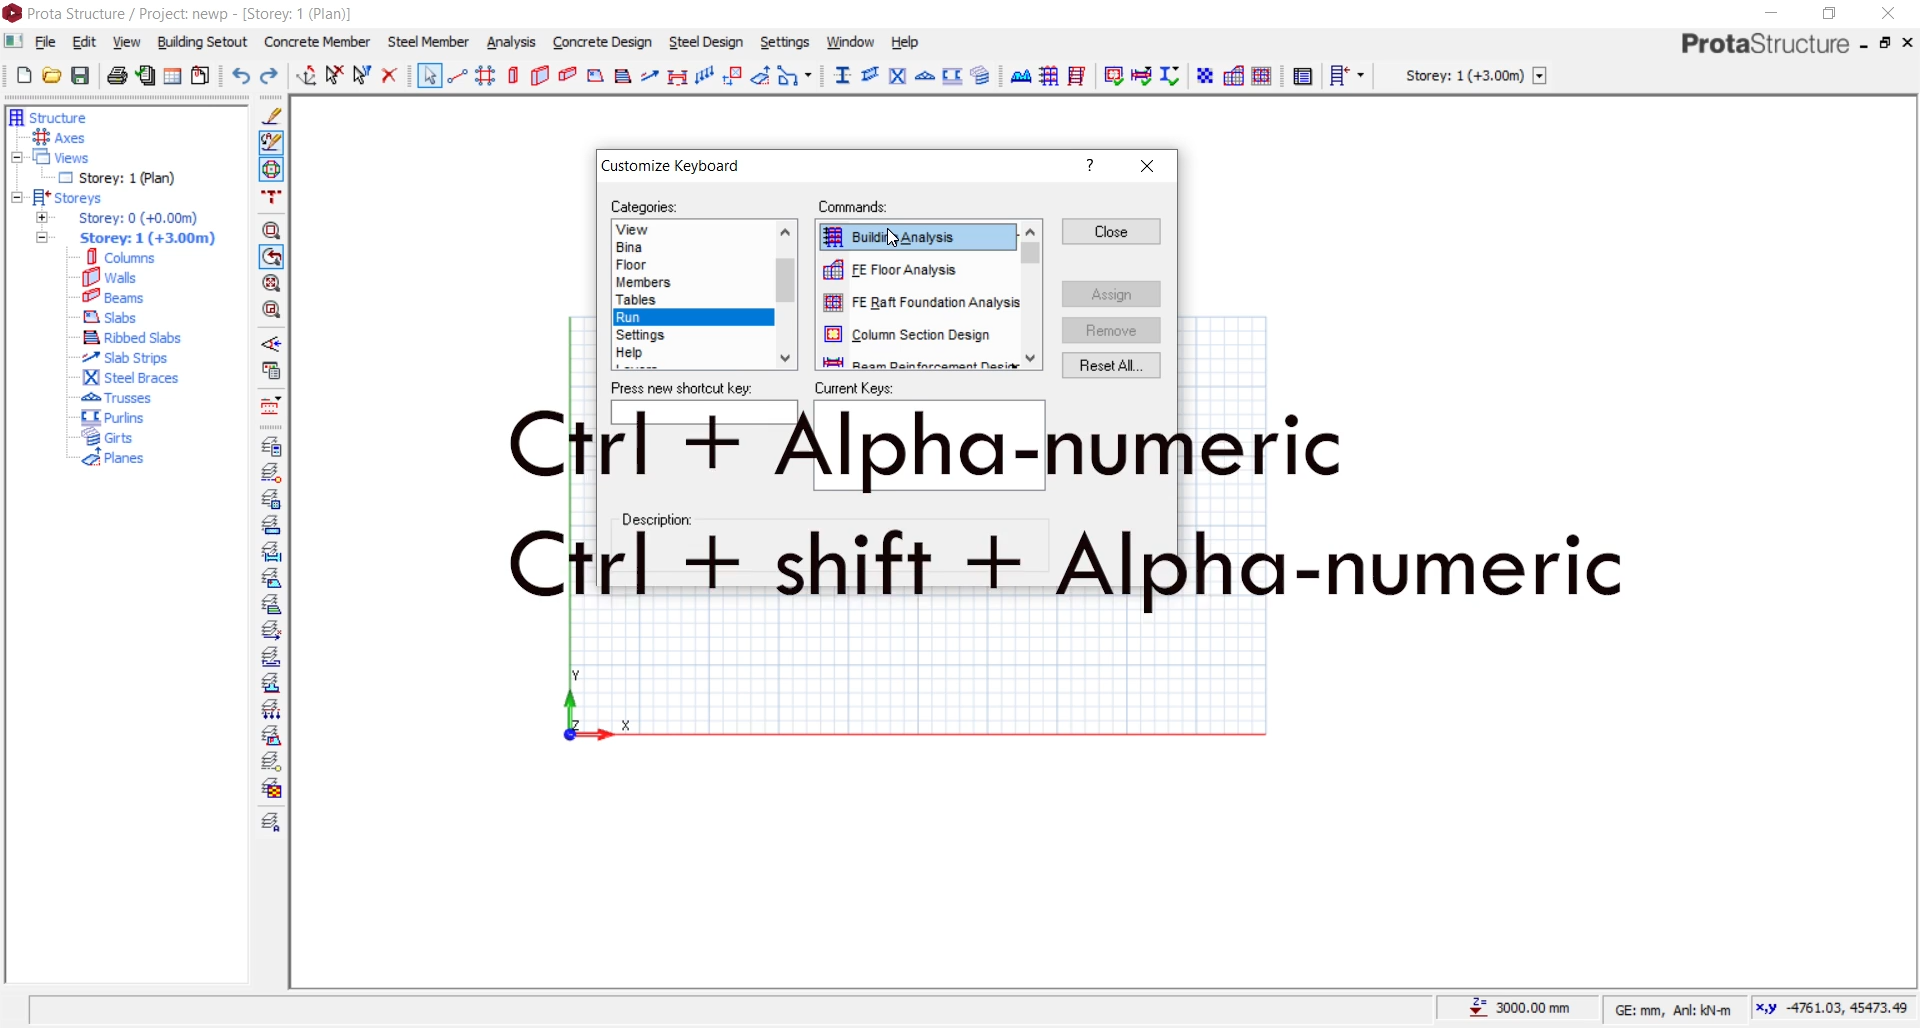 Prota Structure / Project: newp - [Storey: 1 (Plan)]
File Edit View Building Setout Concrete Member Steel Member Analysis Concrete Design Steel Design Settings Window Help
ProtaStructure
Storey: 1 (+3.00m)
Structure
Axes
Views
Storey: 1 (Plan)
Storeys
Storey: 0 (+0.00m)
Storey: 1 (+3.00m)
Columns
Walls
Beams
Slabs
Ribbed Slabs
Slab Strips
Steel Braces
Trusses
Purlins
Girts
Planes
Customize Keyboard
?
Categories:
View
Bina
Floor
Members
Tables
Run
Settings
Help
Commands:
Building Analysis
FE Floor Analysis
FE Raft Foundation Analysis
Column Section Design
Beam Reinforcement Design
Close
Assign
Remove
Reset All...
Press new shortcut key:
Current Keys:
Ctrl + Alpha-numeric
Description:
Ctrl + shift + Alpha-numeric
Y
Z
X
Z= 3000.00 mm
GE: mm, Anl: kN-m
x,y -4761.03, 45473.49